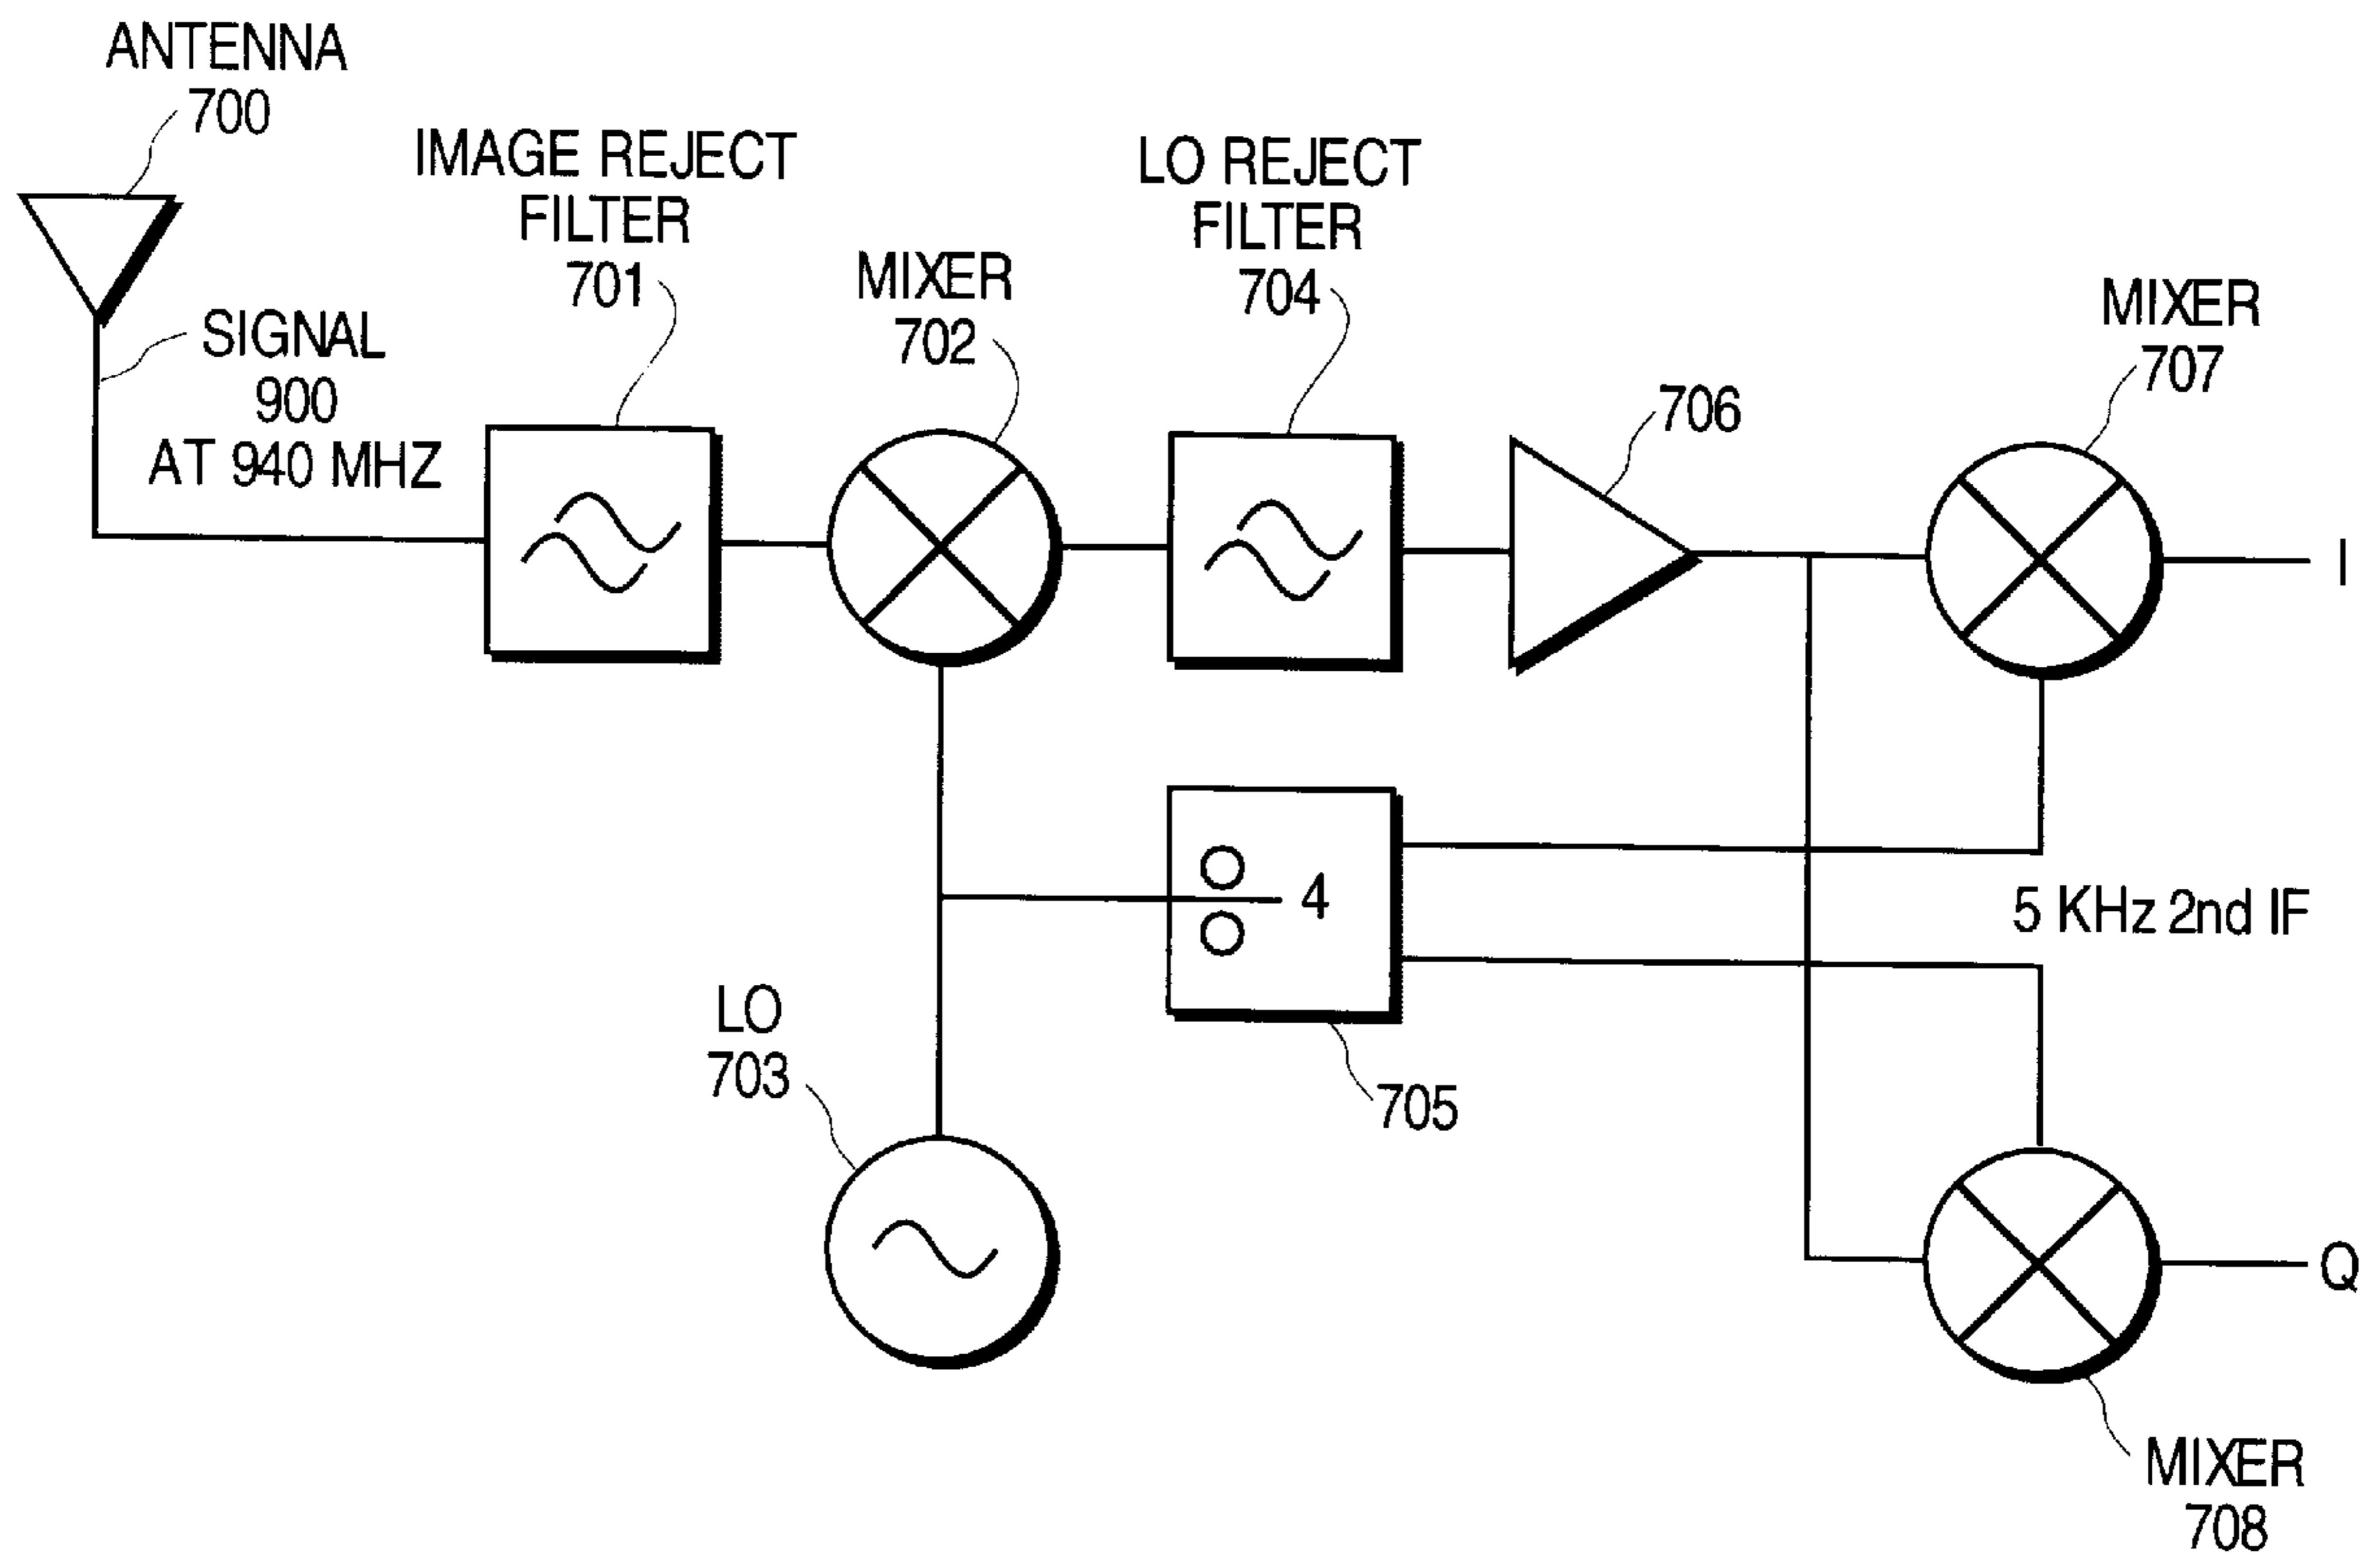 ANTENNA
700
IMAGE REJECT
FILTER
701
SIGNAL
900
AT 940 MHZ
MIXER
702
LO REJECT
FILTER
704
706
MIXER
707
I
4
5 KHz 2nd IF
LO
703
705
Q
MIXER
708